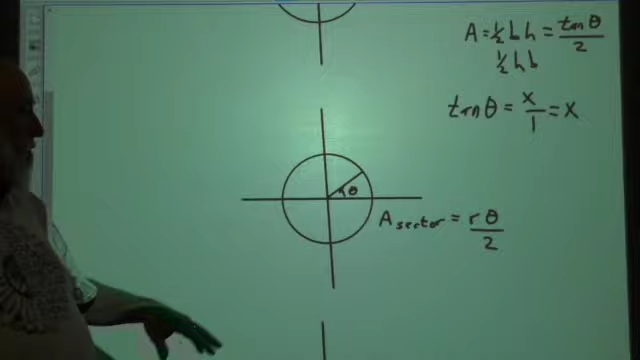 A = ½ b h = tan θ / 2
½ h b
tan θ = x / 1 = x
θ
A sector = r θ / 2